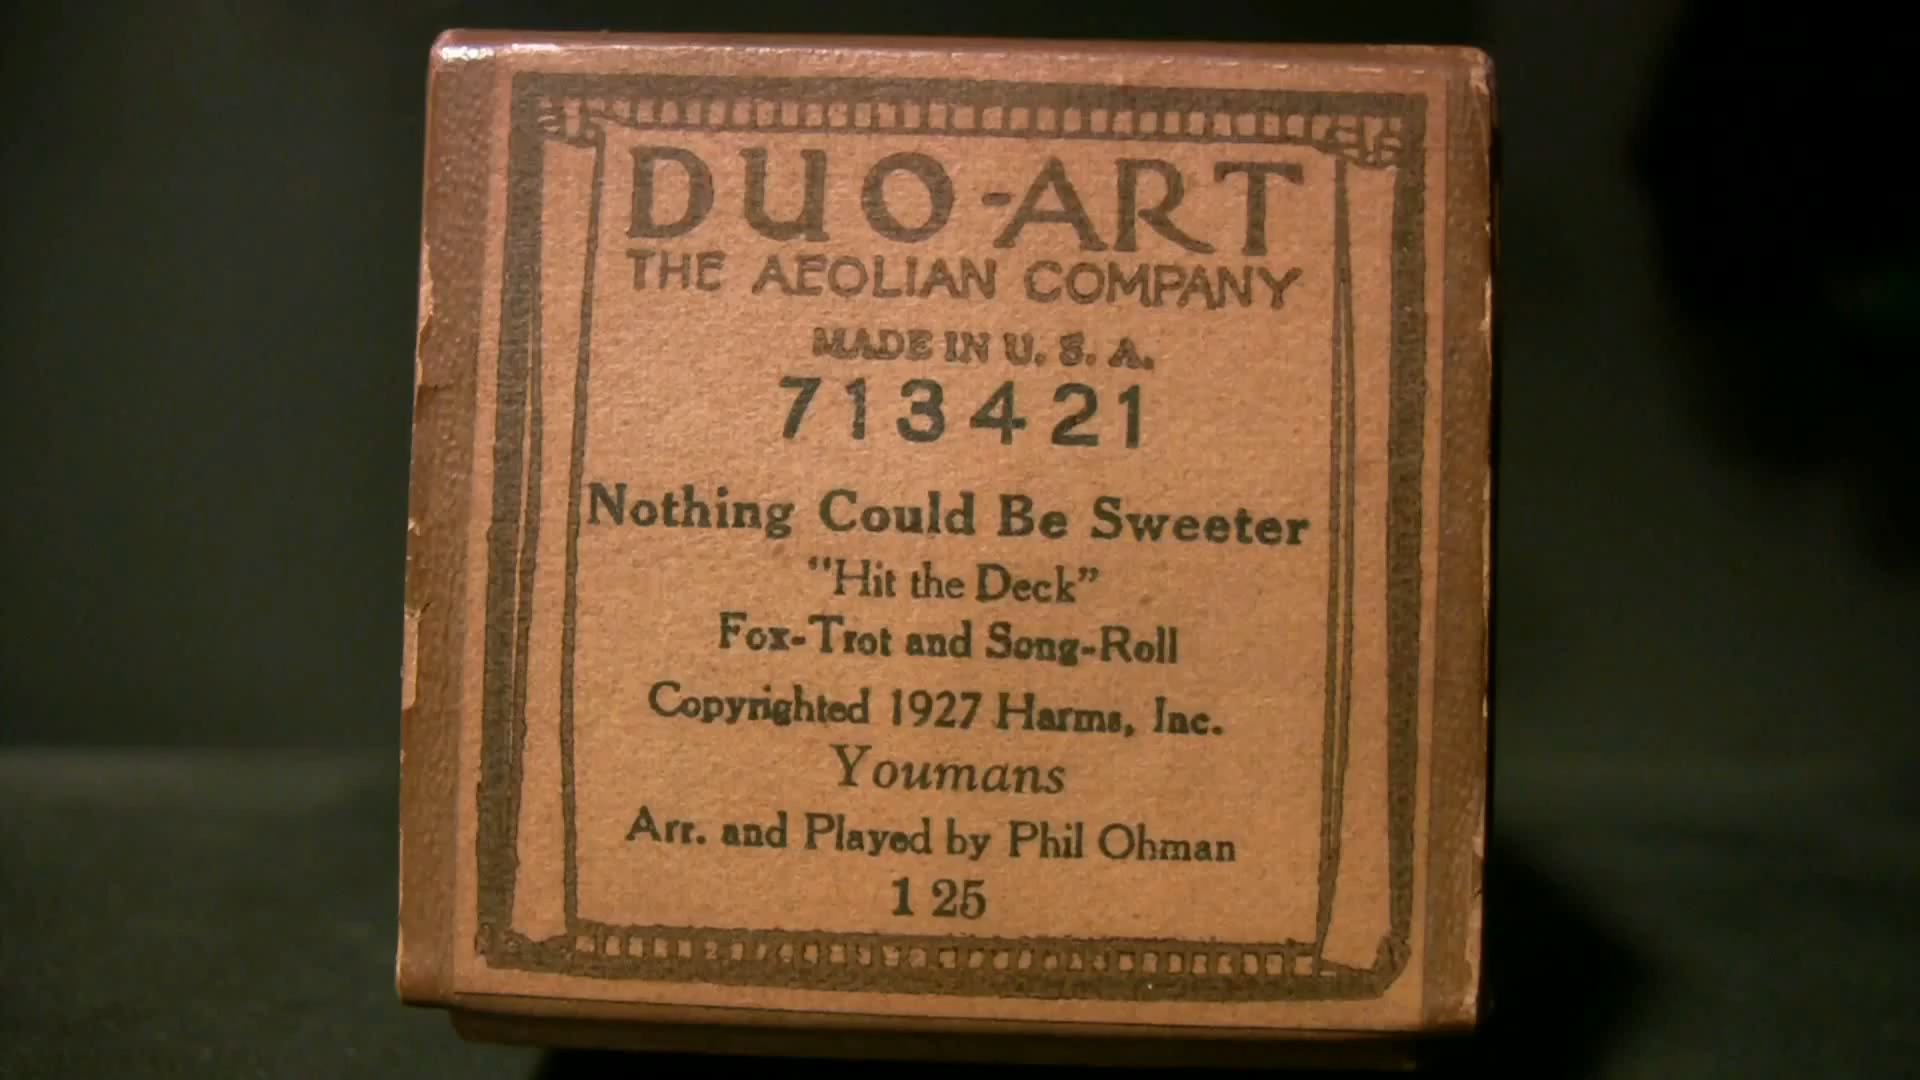 DUO-ART
THE AEOLIAN COMPANY
MADE IN U. S. A.
713421
Nothing Could Be Sweeter
"Hit the Deck"
Fox-Trot and Song-Roll
Copyrighted 1927 Harms, Inc.
Youmans
Arr. and Played by Phil Ohman
1 25